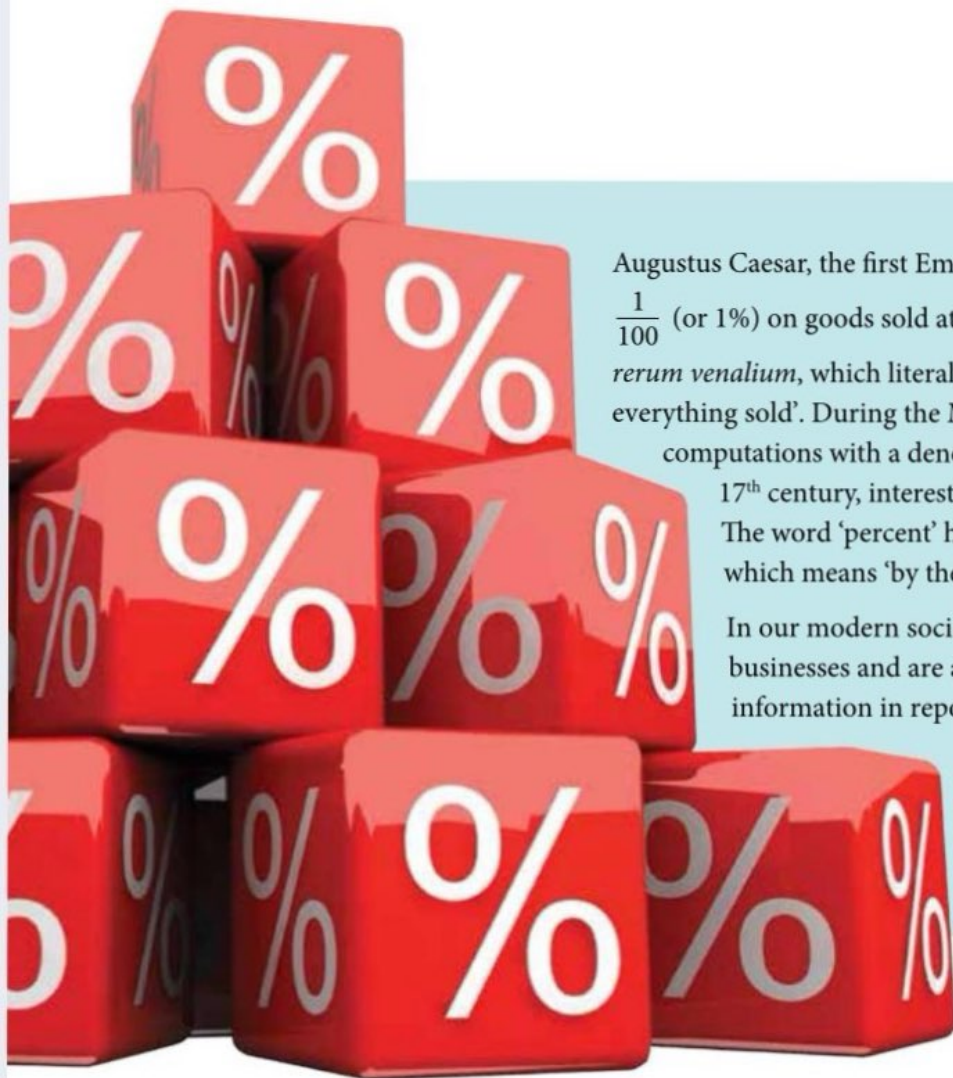 Augustus Caesar, the first Em
1/100 (or 1%) on goods sold at
rerum venalium, which literal
everything sold'. During the M
computations with a deno
17th century, interest
The word 'percent' h
which means 'by the
In our modern soci
businesses and are a
information in repo
%
% % %
% % % %
% % % % % %